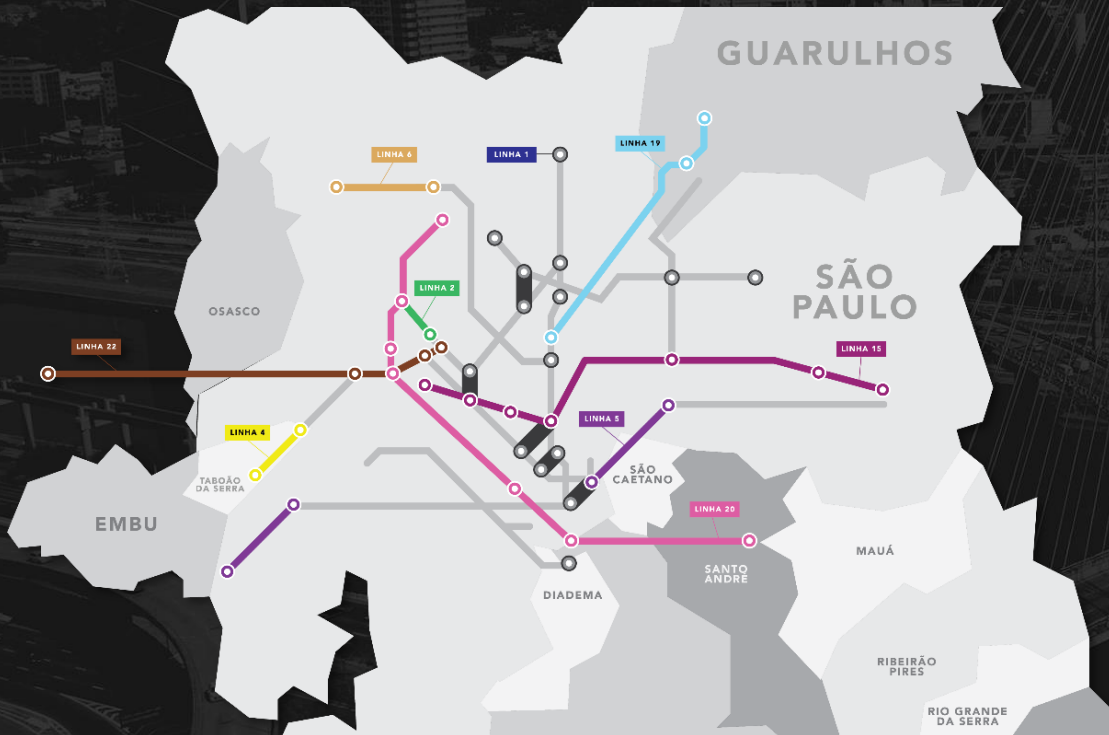 GUARULHOS
LINHA 6
LINHA 1
LINHA 19
SÃO
PAULO
LINHA 2
OSASCO
LINHA 22
LINHA 15
LINHA 5
LINHA 4
SÃO
CAETANO
TABOÃO
DA SERRA
LINHA 20
EMBU
MAUÁ
SANTO
ANDRÉ
DIADEMA
RIBEIRÃO
PIRES
RIO GRANDE
DA SERRA